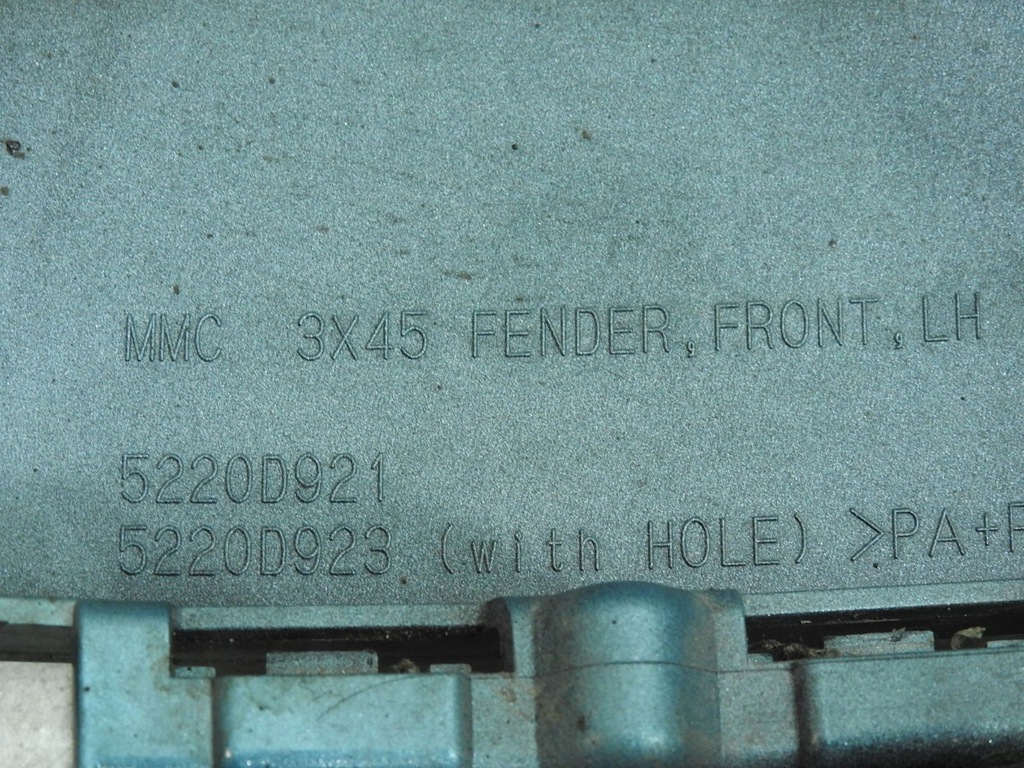 MMC 3X45 FENDER,FRONT,LH
5220D921
5220D923 (with HOLE) >PA+P